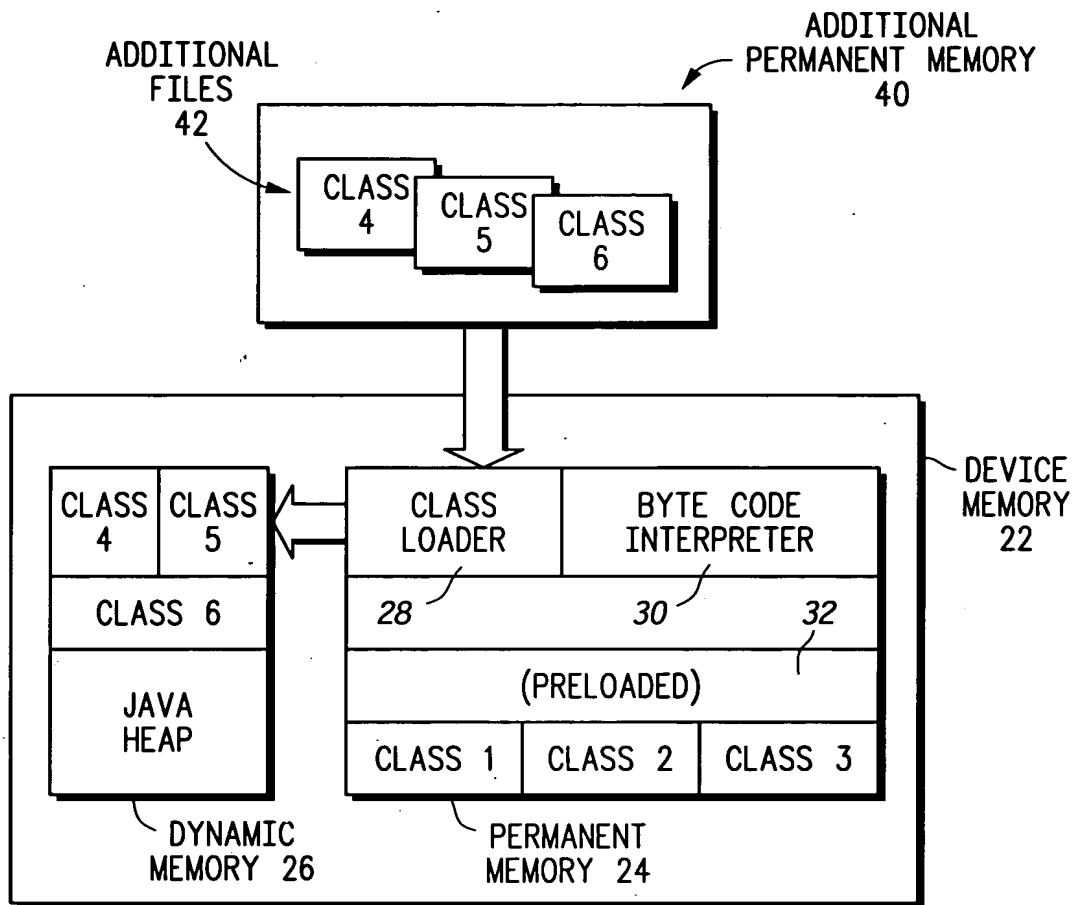 ADDITIONAL
PERMANENT MEMORY
40
ADDITIONAL
FILES
42
CLASS
4
CLASS
5
CLASS
6
DEVICE
MEMORY
22
CLASS
4
CLASS
5
CLASS 6
JAVA
HEAP
CLASS
LOADER
BYTE CODE
INTERPRETER
28
30
32
(PRELOADED)
CLASS 1
CLASS 2
CLASS 3
DYNAMIC
MEMORY 26
PERMANENT
MEMORY 24